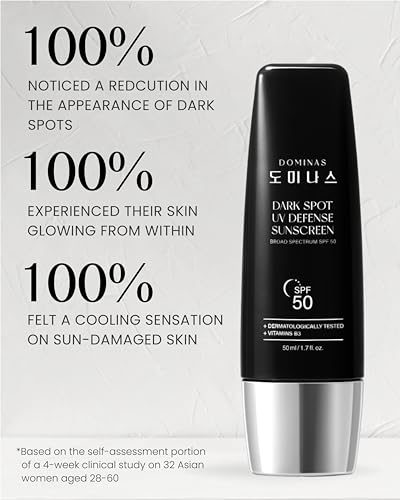 100%
NOTICED A REDCUTION IN
THE APPEARANCE OF DARK
SPOTS
100%
EXPERIENCED THEIR SKIN
GLOWING FROM WITHIN
100%
FELT A COOLING SENSATION
ON SUN-DAMAGED SKIN
*Based on the self-assessment portion
of a 4-week clinical study on 32 Asian
women aged 28-60
DOMINAS
도미나스
DARK SPOT
UV DEFENSE
SUNSCREEN
BROAD SPECTRUM SPF 50
SPF
50
+ DERMATOLOGICALLY TESTED
+ VITAMINS B3
50ml / 1.7 fl. oz.